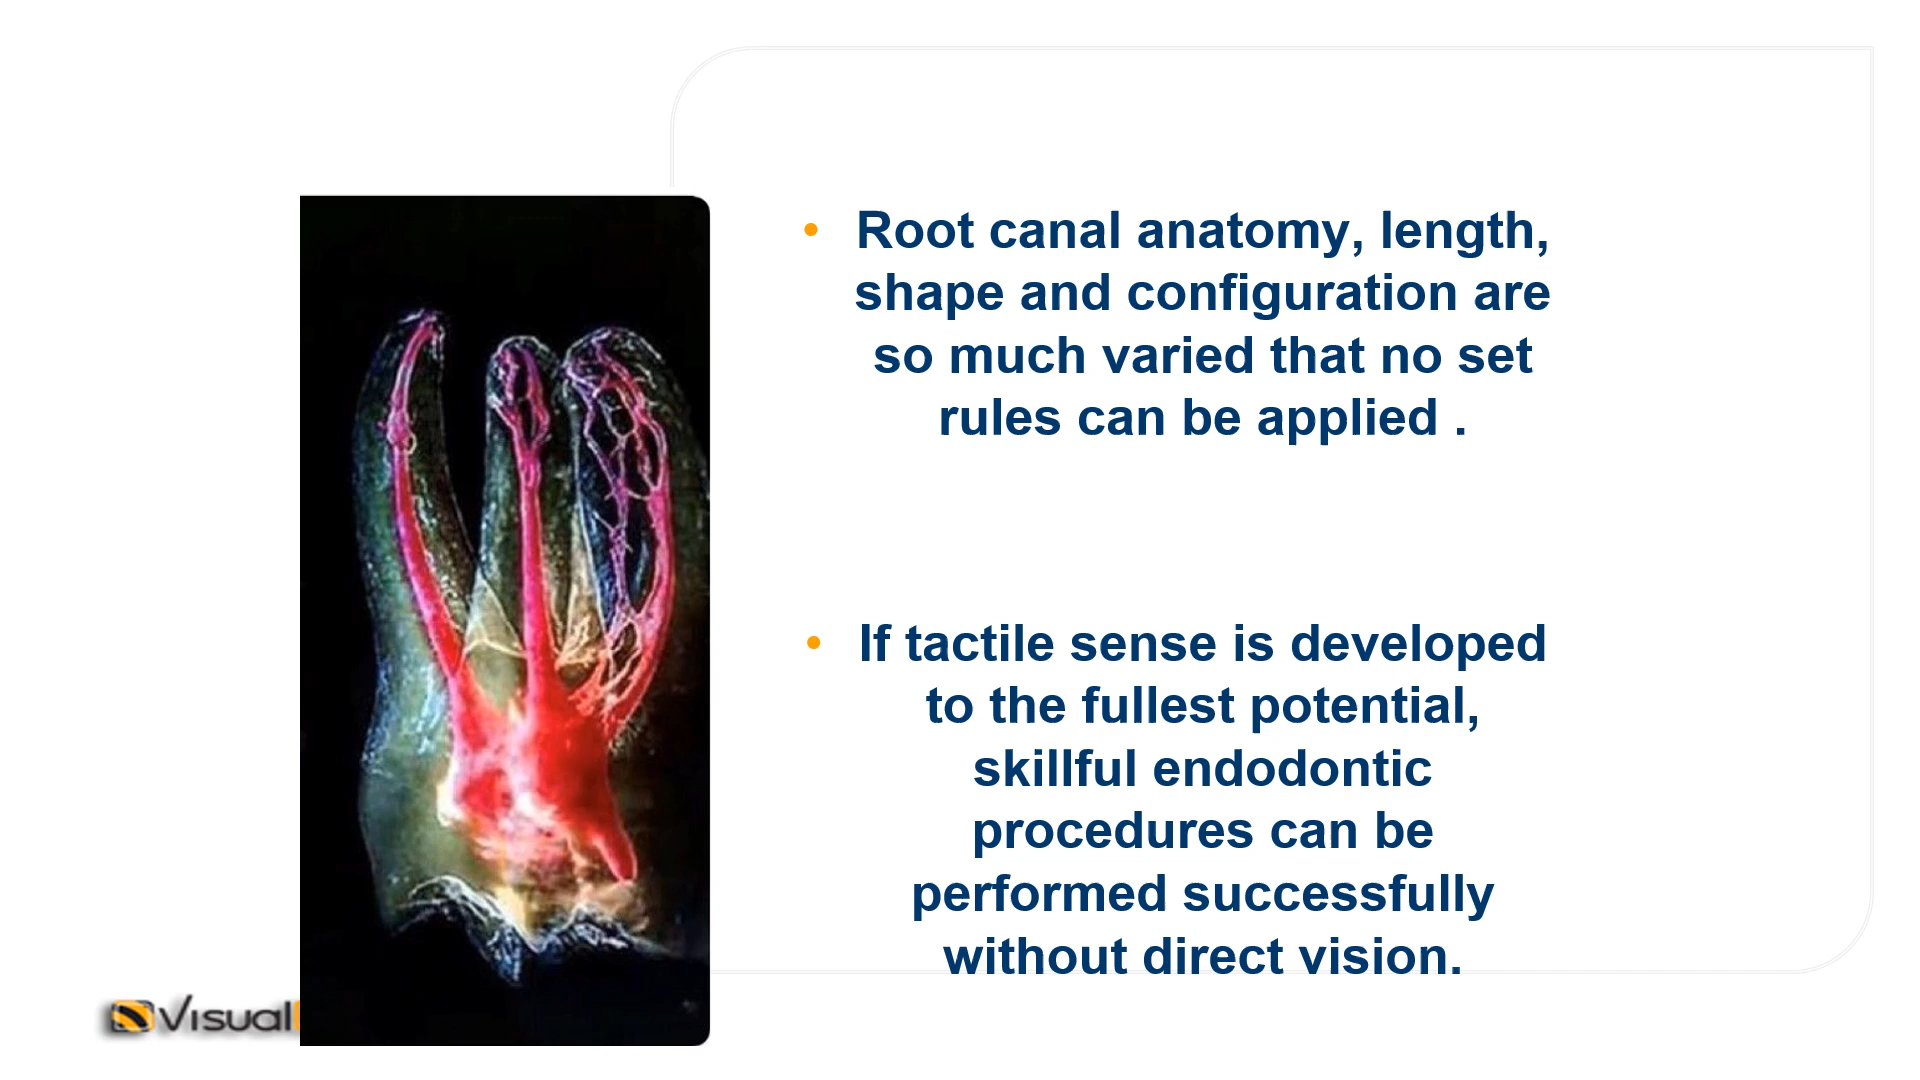 • Root canal anatomy, length,
shape and configuration are
so much varied that no set
rules can be applied .
• If tactile sense is developed
to the fullest potential,
skillful endodontic
procedures can be
performed successfully
without direct vision.
Visual